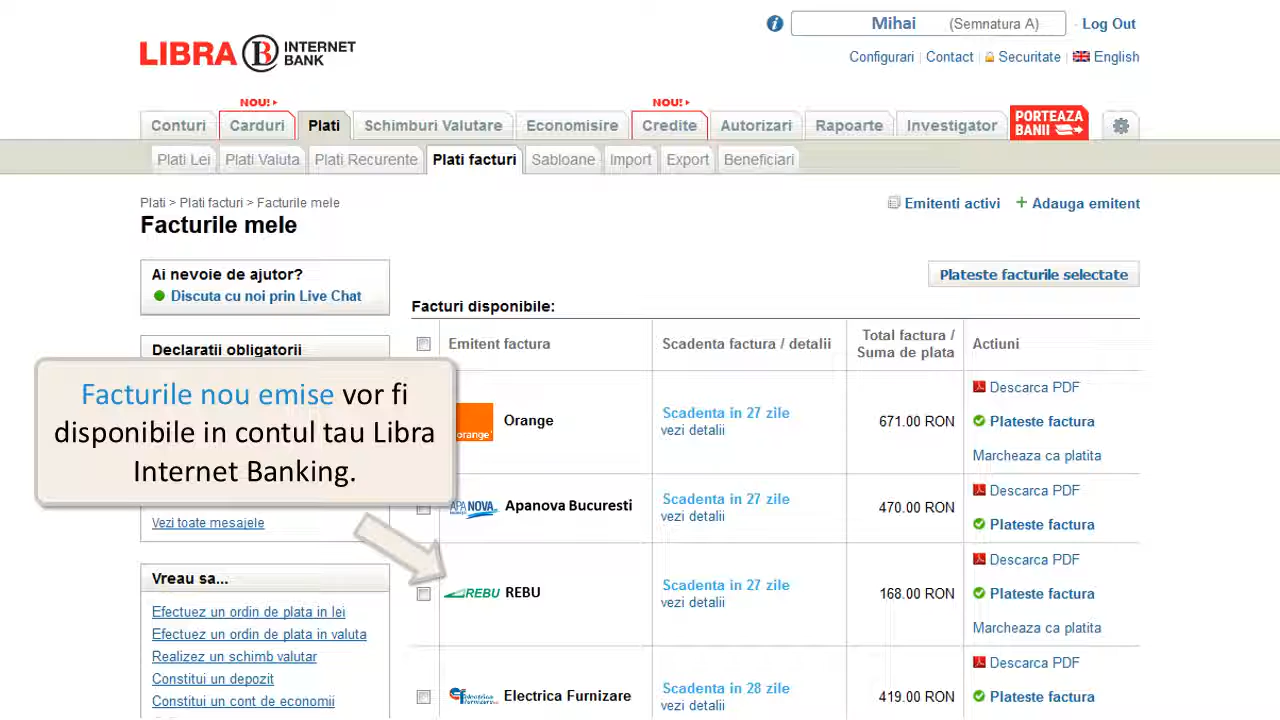 Mihai (Semnatura A) Log Out
LIBRA B INTERNET BANK
Configurari Contact Securitate English
NOU! NOU!
Conturi Carduri Plati Schimburi Valutare Economisire Credite Autorizari Rapoarte Investigator PORTEAZA BANII
Plati Lei Plati Valuta Plati Recurente Plati facturi Sabloane Import Export Beneficiari
Plati > Plati facturi > Facturile mele
Emitenti activi + Adauga emitent
Facturile mele
Ai nevoie de ajutor?
Discuta cu noi prin Live Chat
Plateste facturile selectate
Declaratii obligatorii
Facturile nou emise vor fi
disponibile in contul tau Libra
Internet Banking.
Vezi toate mesajele
Vreau sa...
Efectuez un ordin de plata in lei
Efectuez un ordin de plata in valuta
Realizez un schimb valutar
Constitui un depozit
Constitui un cont de economii
Facturi disponibile:
Emitent factura Scadenta factura / detalii Total factura / Suma de plata Actiuni
Descarca PDF
orange Orange Scadenta in 27 zile 671.00 RON Plateste factura
vezi detalii
Marcheaza ca platita
Descarca PDF
APA NOVA Apanova Bucuresti Scadenta in 27 zile 470.00 RON
vezi detalii
Plateste factura
Descarca PDF
REBU REBU Scadenta in 27 zile 168.00 RON Plateste factura
vezi detalii
Marcheaza ca platita
Descarca PDF
Electrica Furnizare Electrica Furnizare Scadenta in 28 zile 419.00 RON Plateste factura
vezi detalii